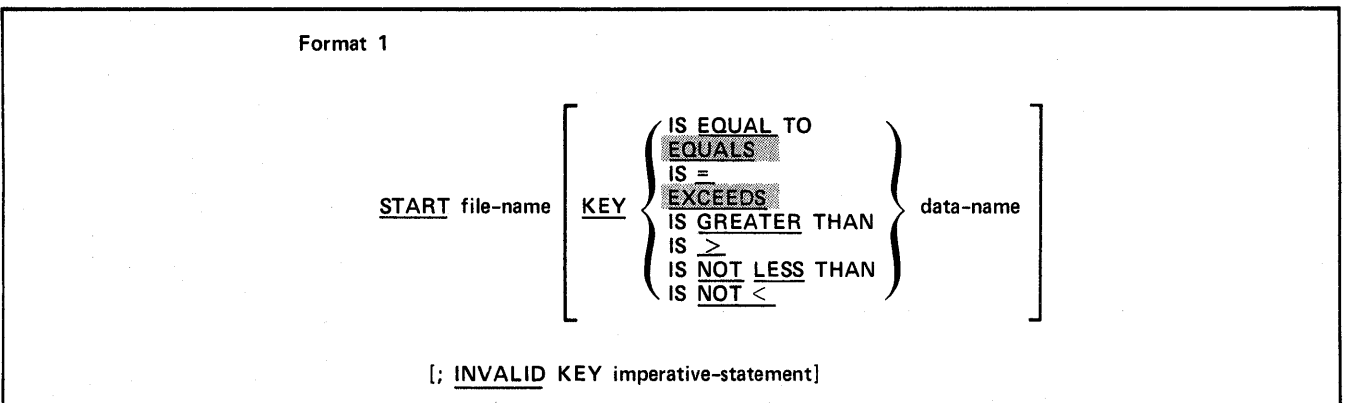 Format 1
IS EQUAL TO
EQUALS
IS =
EXCEEDS
START file-name [ KEY { IS GREATER THAN } data-name ]
IS >
IS NOT LESS THAN
IS NOT <
[; INVALID KEY imperative-statement]